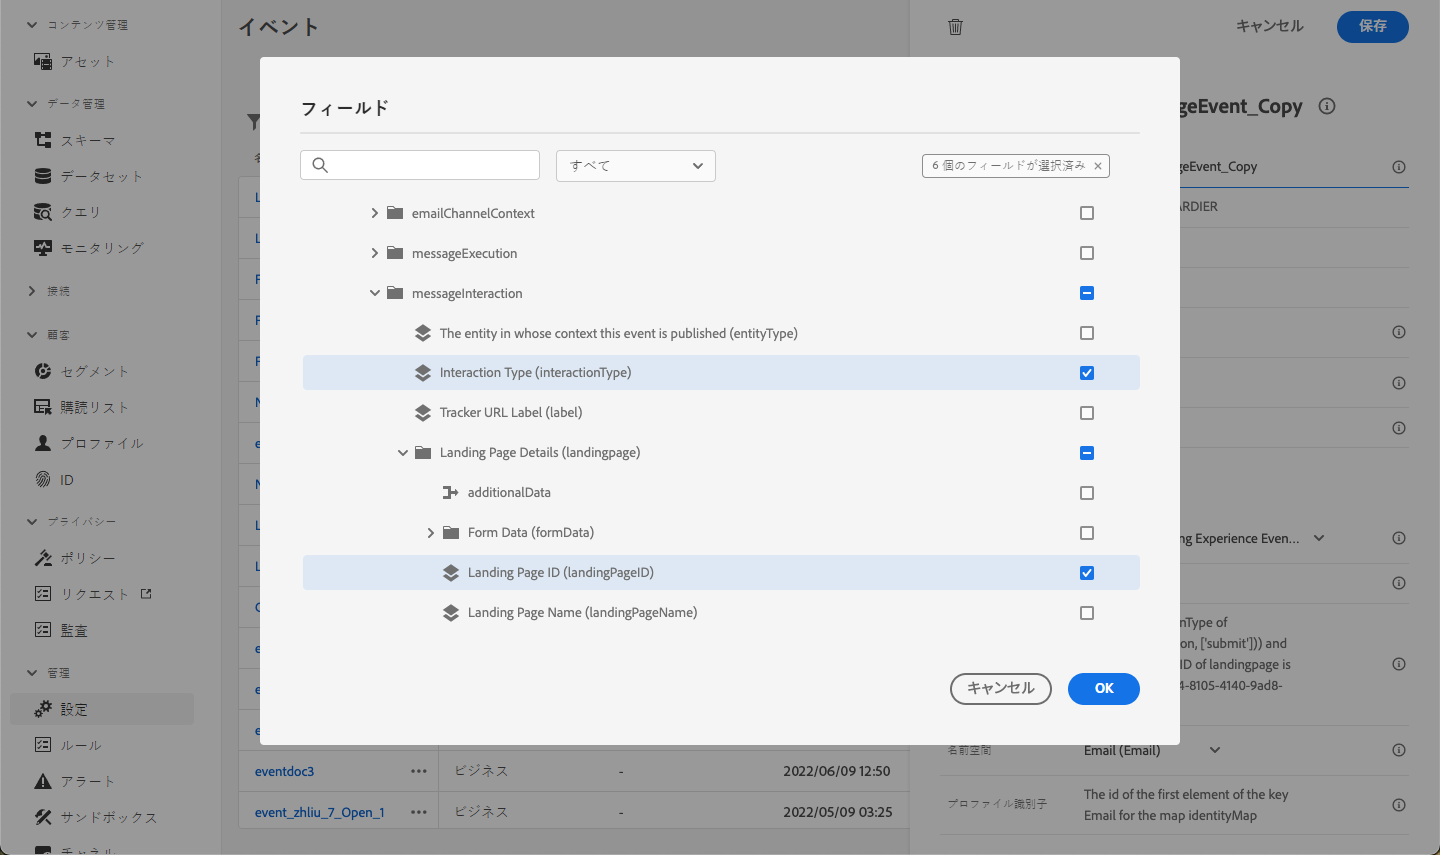 コンテンツ管理
アセット
データ管理
スキーマ
データセット
クエリ
モニタリング
接続
顧客
セグメント
購読リスト
プロファイル
ID
プライバシー
ポリシー
リクエスト
監査
管理
設定
ルール
アラート
サンドボックス
チャネル
イベント
キャンセル
保存
フィールド
すべて
6 個のフィールドが選択済み ×
emailChannelContext
messageExecution
messageInteraction
The entity in whose context this event is published (entityType)
Interaction Type (interactionType)
Tracker URL Label (label)
Landing Page Details (landingpage)
additionalData
Form Data (formData)
Landing Page ID (landingPageID)
Landing Page Name (landingPageName)
キャンセル
OK
geEvent_Copy
geEvent_Copy
ARDIER
ng Experience Even...
nType of
on, ['submit'])) and
ID of landingpage is
4-8105-4140-9ad8-
名前空間
Email (Email)
プロファイル識別子
The id of the first element of the key
Email for the map identityMap
eventdoc3 ••• ビジネス - 2022/06/09 12:50
event_zhliu_7_Open_1 ••• ビジネス - 2022/05/09 03:25